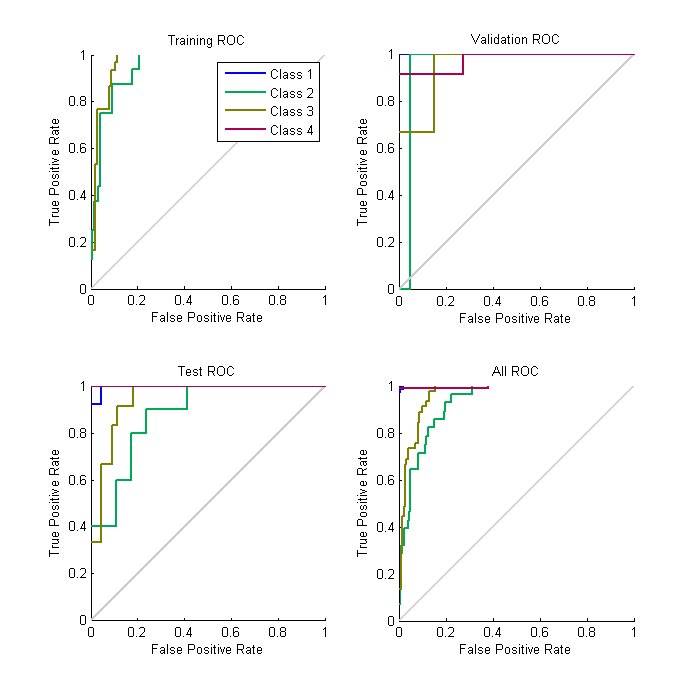 Training ROC
1
0.8
0.6
0.4
0.2
0
True Positive Rate
Class 1
Class 2
Class 3
Class 4
0 0.2 0.4 0.6 0.8 1
False Positive Rate
Validation ROC
1
0.8
0.6
0.4
0.2
0
True Positive Rate
0 0.2 0.4 0.6 0.8 1
False Positive Rate
Test ROC
1
0.8
0.6
0.4
0.2
0
True Positive Rate
0 0.2 0.4 0.6 0.8 1
False Positive Rate
All ROC
1
0.8
0.6
0.4
0.2
0
True Positive Rate
0 0.2 0.4 0.6 0.8 1
False Positive Rate